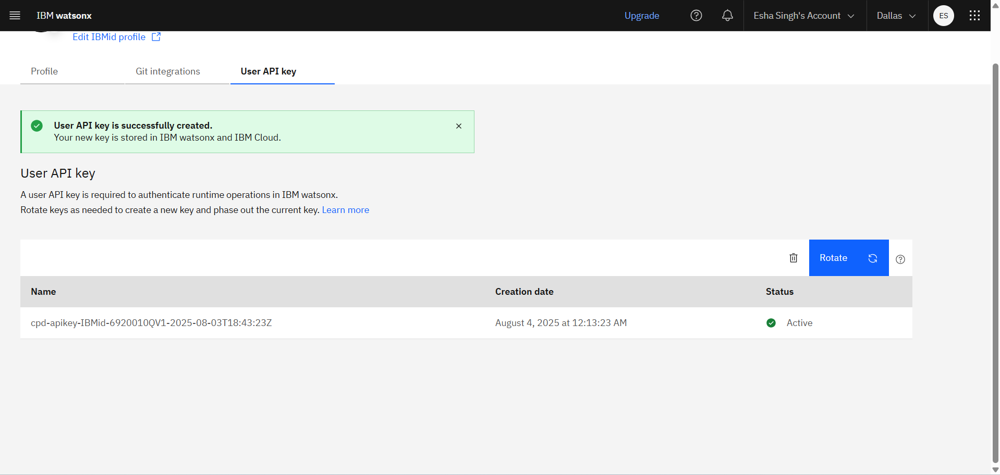 IBM watsonx
Upgrade
Esha Singh's Account
Dallas
ES
Edit IBMid profile
Profile
Git integrations
User API key
User API key is successfully created.
Your new key is stored in IBM watsonx and IBM Cloud.
User API key
A user API key is required to authenticate runtime operations in IBM watsonx.
Rotate keys as needed to create a new key and phase out the current key. Learn more
Rotate
Name
Creation date
Status
cpd-apikey-IBMid-6920010QV1-2025-08-03T18:43:23Z
August 4, 2025 at 12:13:23 AM
Active